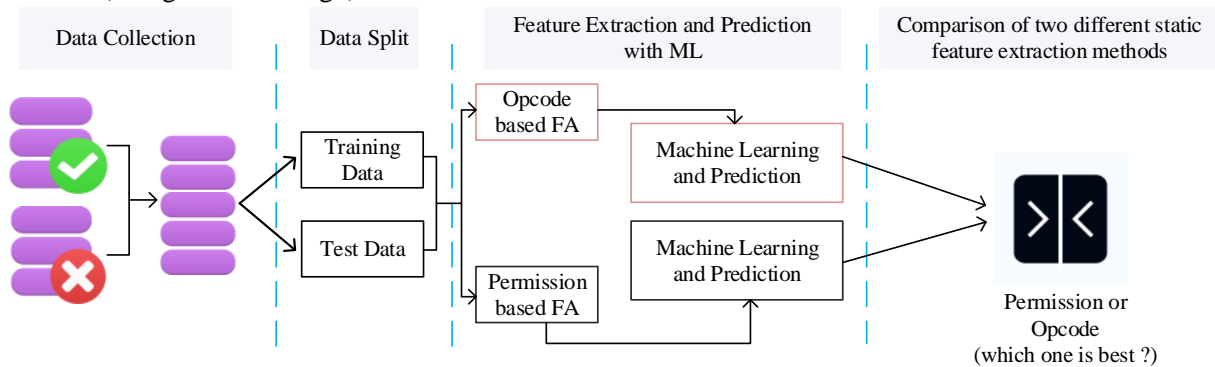 Data Collection
Data Split
Feature Extraction and Prediction
with ML
Comparison of two different static
feature extraction methods
Opcode
based FA
Training
Data
Machine Learning
and Prediction
Test Data
Machine Learning
and Prediction
Permission
based FA
Permission or
Opcode
(which one is best ?)